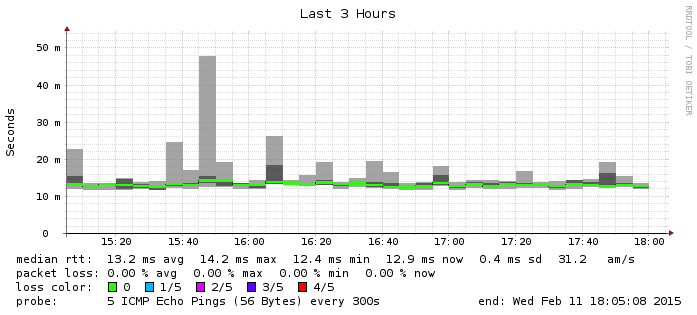 Last 3 Hours
RRDTOOL / TOBI OETIKER
Seconds
50 m
40 m
30 m
20 m
10 m
0
15:20 15:40 16:00 16:20 16:40 17:00 17:20 17:40 18:00
median rtt: 13.2 ms avg 14.2 ms max 12.4 ms min 12.9 ms now 0.4 ms sd 31.2 am/s
packet loss: 0.00 % avg 0.00 % max 0.00 % min 0.00 % now
loss color: 0 1/5 2/5 3/5 4/5
probe: 5 ICMP Echo Pings (56 Bytes) every 300s end: Wed Feb 11 18:05:08 2015